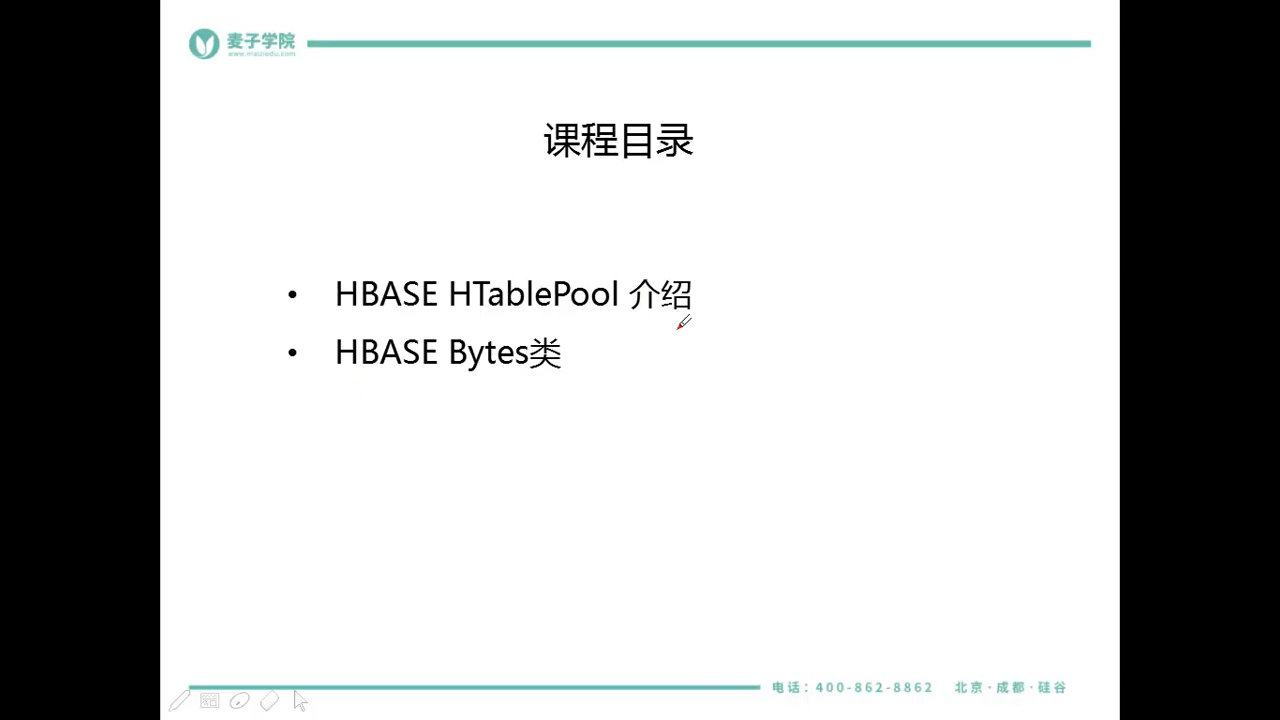 麦子学院
www.maiziedu.com
课程目录
• HBASE HTablePool 介绍
• HBASE Bytes类
电话：400-862-8862 北京·成都·硅谷